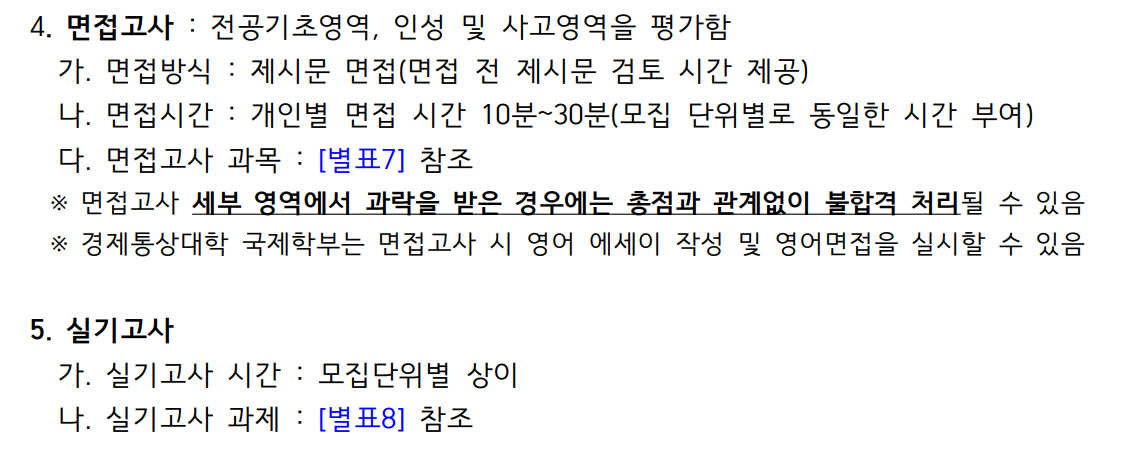 4. 면접고사 : 전공기초영역, 인성 및 사고영역을 평가함
가. 면접방식 : 제시문 면접(면접 전 제시문 검토 시간 제공)
나. 면접시간 : 개인별 면접 시간 10분~30분(모집 단위별로 동일한 시간 부여)
다. 면접고사 과목 : [별표7] 참조
※ 면접고사 세부 영역에서 과락을 받은 경우에는 총점과 관계없이 불합격 처리될 수 있음
※ 경제통상대학 국제학부는 면접고사 시 영어 에세이 작성 및 영어면접을 실시할 수 있음
5. 실기고사
가. 실기고사 시간 : 모집단위별 상이
나. 실기고사 과제 : [별표8] 참조